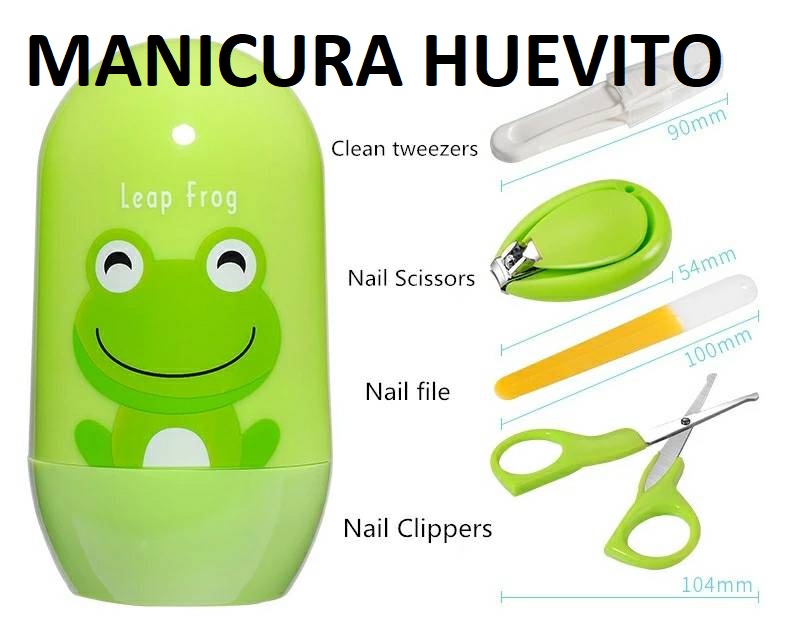 MANICURA HUEVITO
Clean tweezers
90mm
Leap Frog
Nail Scissors
54mm
100mm
Nail file
Nail Clippers
104mm